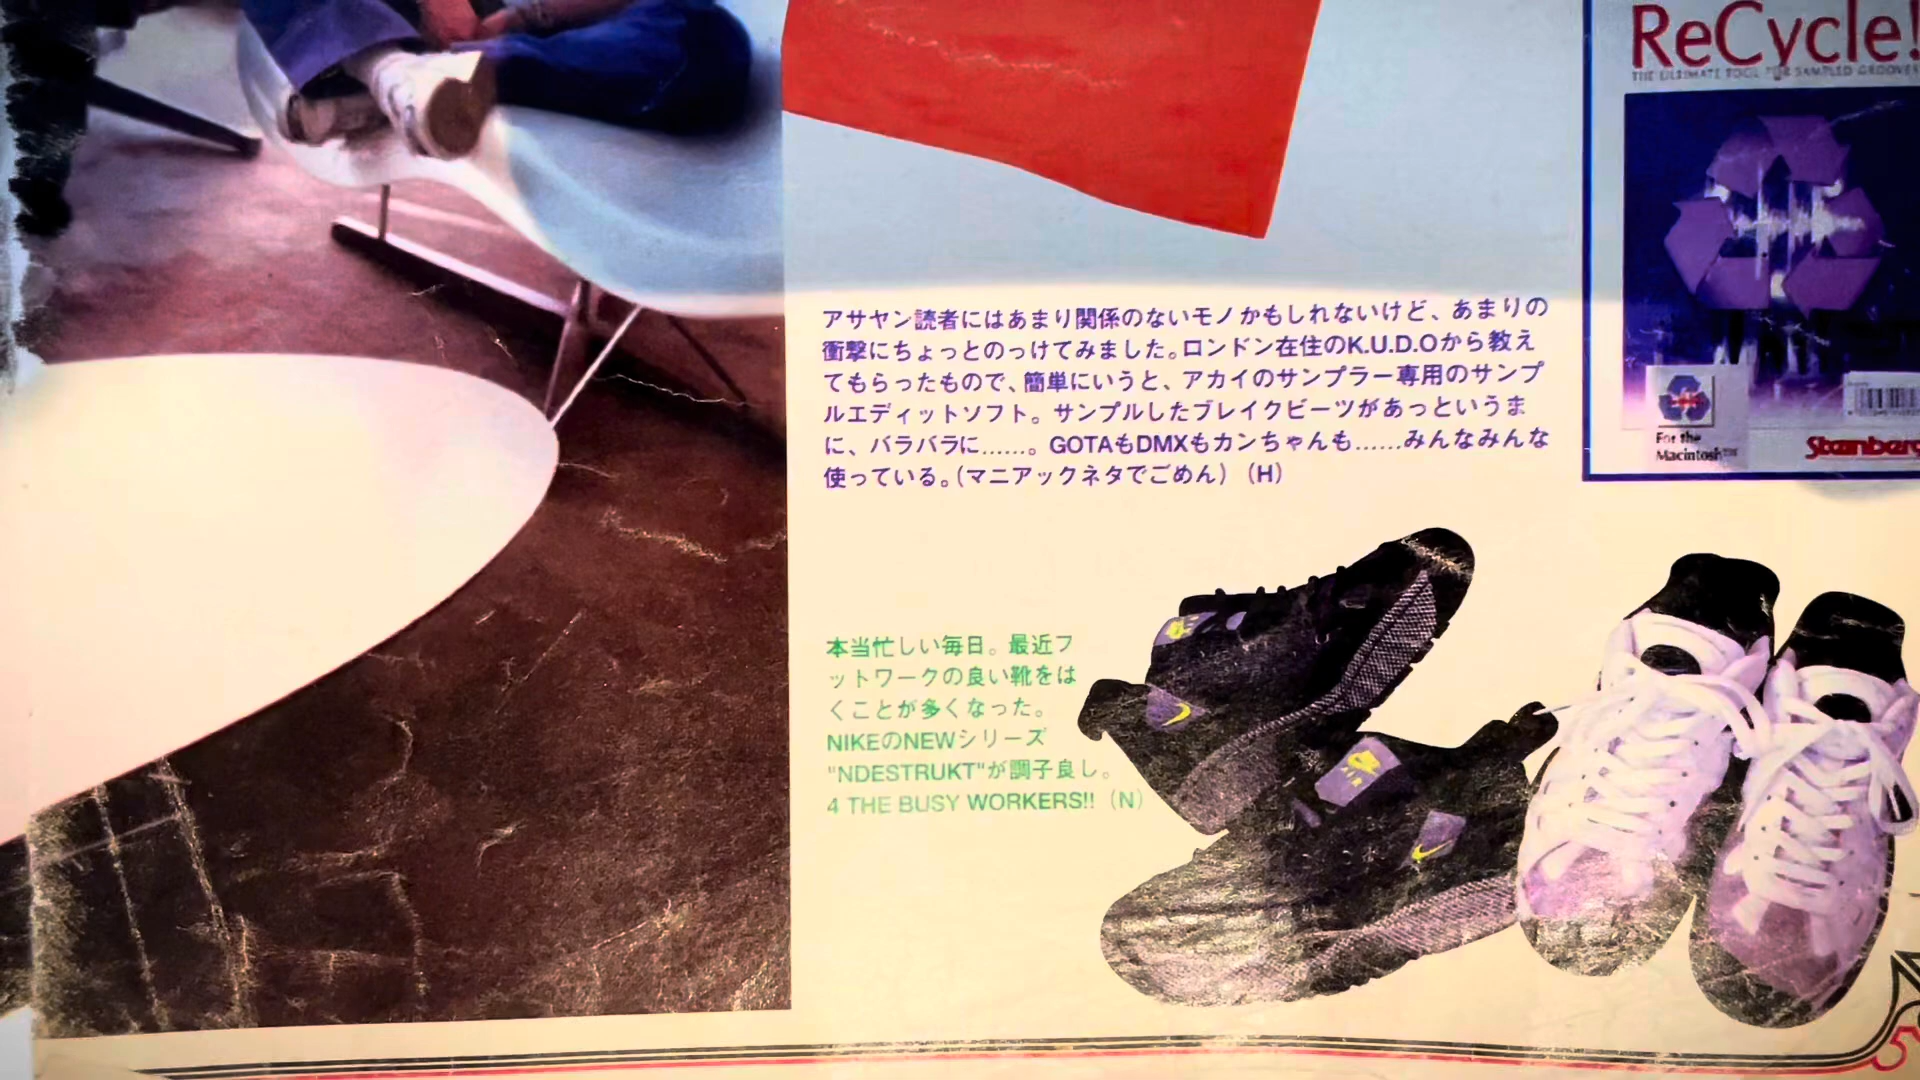 ReCycle!
THE ULTIMATE TOOL FOR SAMPLED GROOVES
For the
Macintosh™
Steinberg
アサヤン読者にはあまり関係のないモノかもしれないけど、あまりの
衝撃にちょっとのっけてみました。ロンドン在住のK.U.D.Oから教え
てもらったもので、簡単にいうと、アカイのサンプラー専用のサンプ
ルエディットソフト。サンプルしたブレイクビーツがあっというま
に、バラバラに……。GOTAもDMXもカンちゃんも……みんなみんな
使っている。(マニアックネタでごめん) (H)
本当忙しい毎日。最近フ
ットワークの良い靴をは
くことが多くなった。
NIKEのNEWシリーズ
"NDESTRUKT"が調子良し。
4 THE BUSY WORKERS!! (N)
5